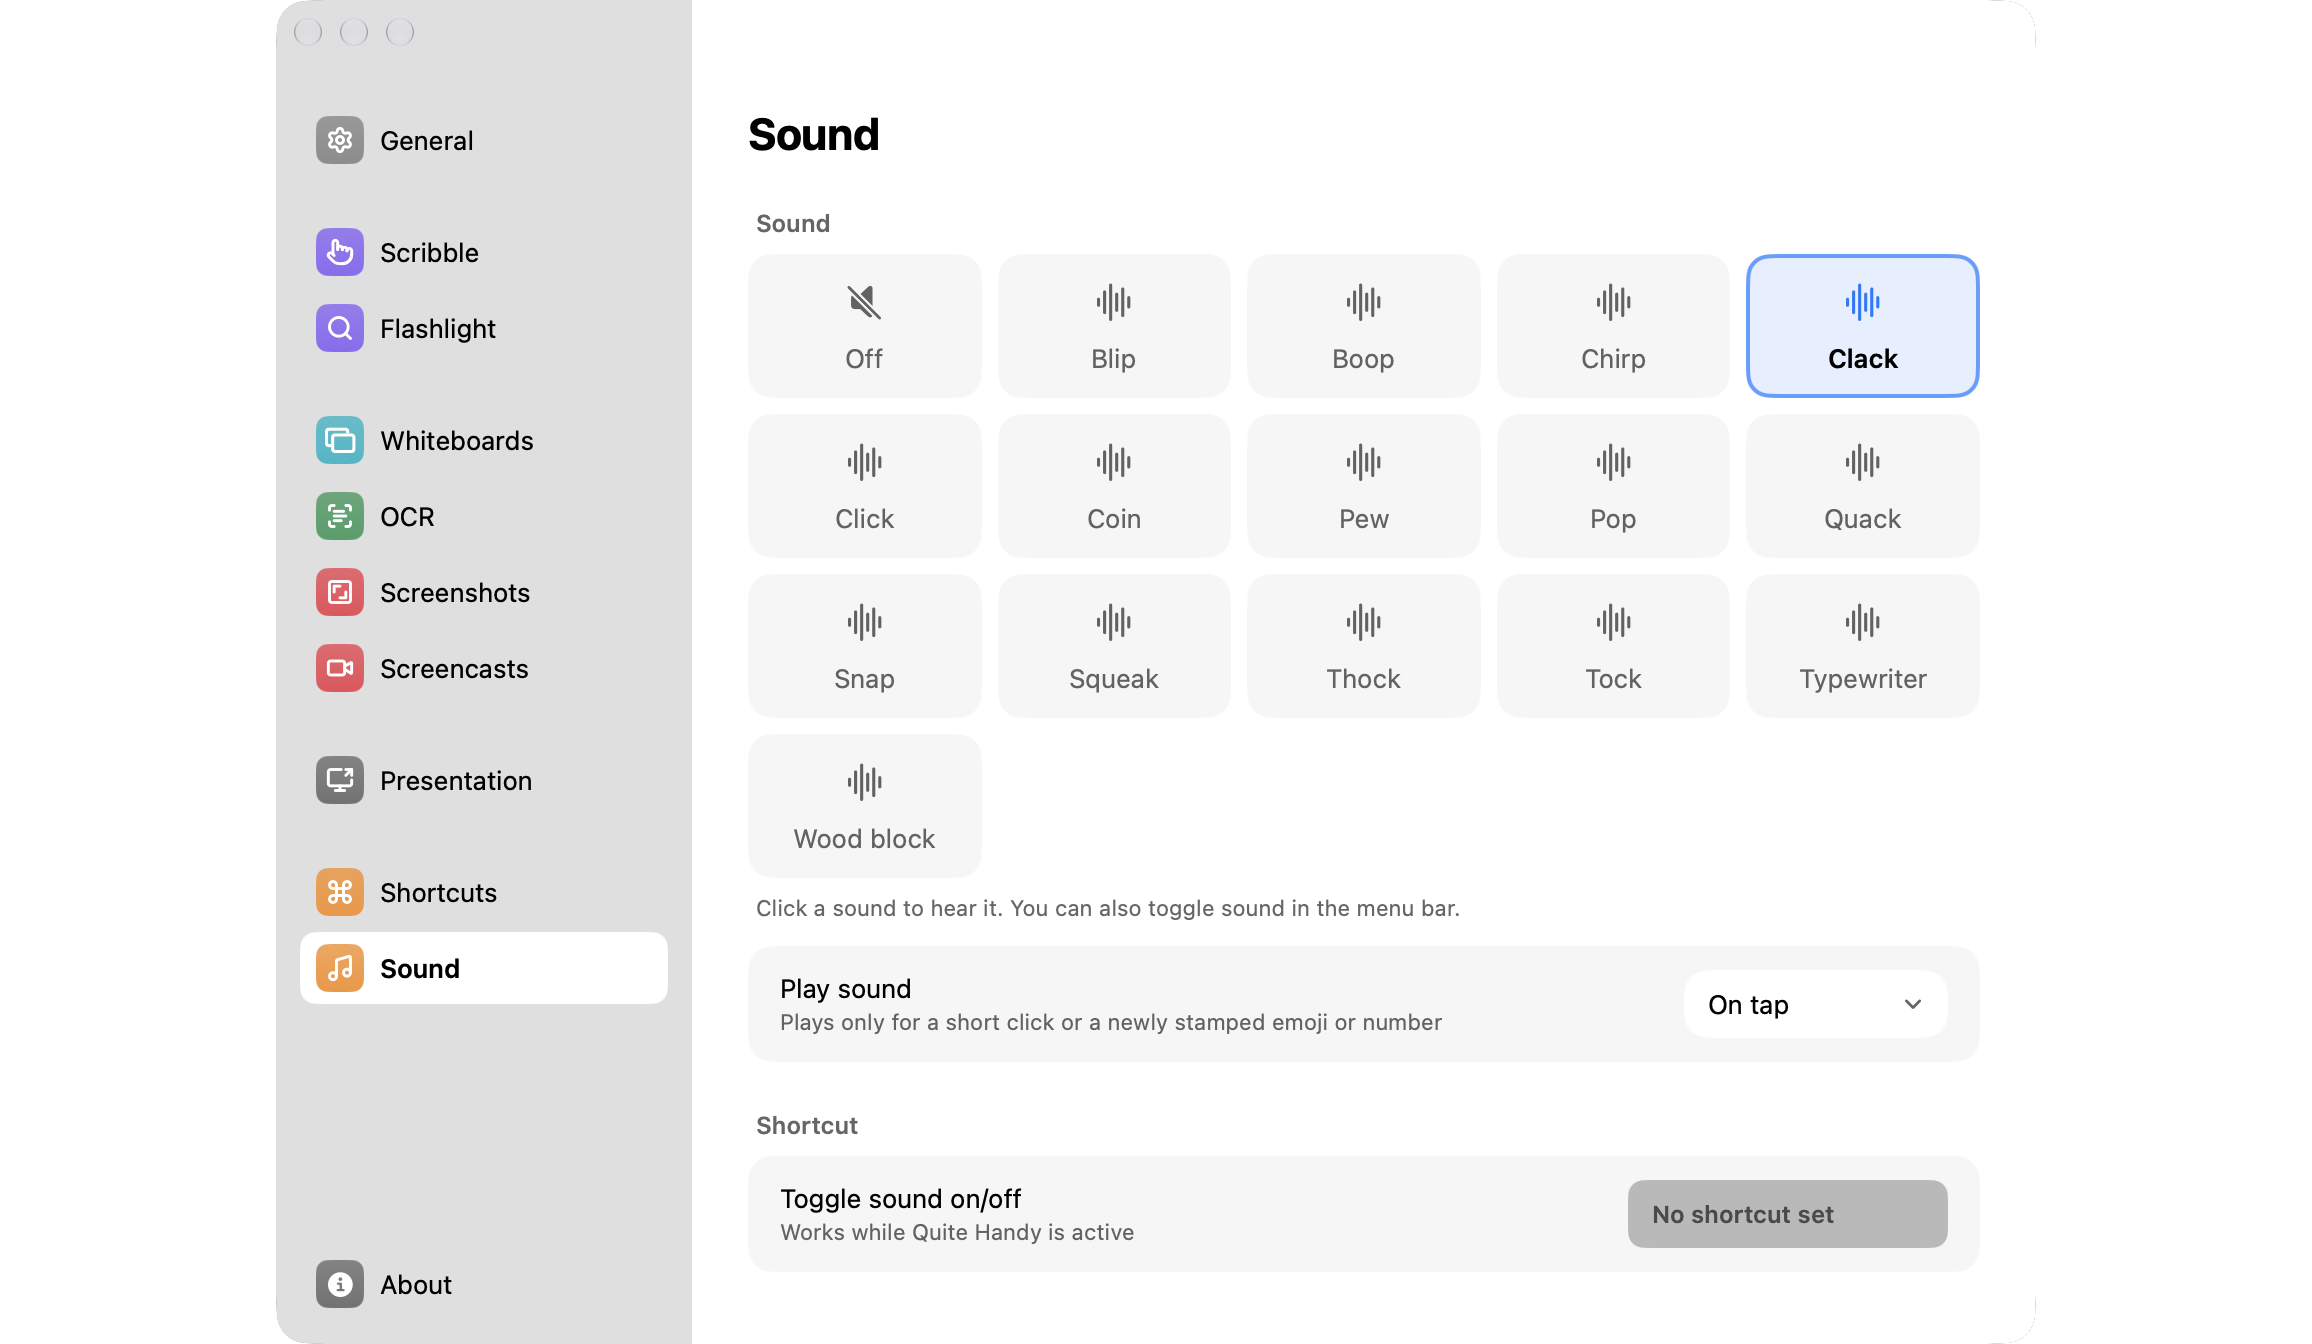 General
Scribble
Flashlight
Whiteboards
OCR
Screenshots
Screencasts
Presentation
Shortcuts
Sound
About
Sound
Sound
Off
Blip
Boop
Chirp
Clack
Click
Coin
Pew
Pop
Quack
Snap
Squeak
Thock
Tock
Typewriter
Wood block
Click a sound to hear it. You can also toggle sound in the menu bar.
Play sound
Plays only for a short click or a newly stamped emoji or number
On tap
Shortcut
Toggle sound on/off
Works while Quite Handy is active
No shortcut set